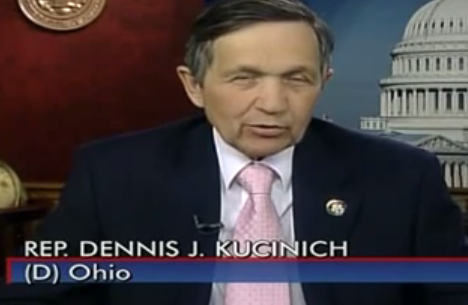 REP. DENNIS J. KUCINICH
(D) Ohio